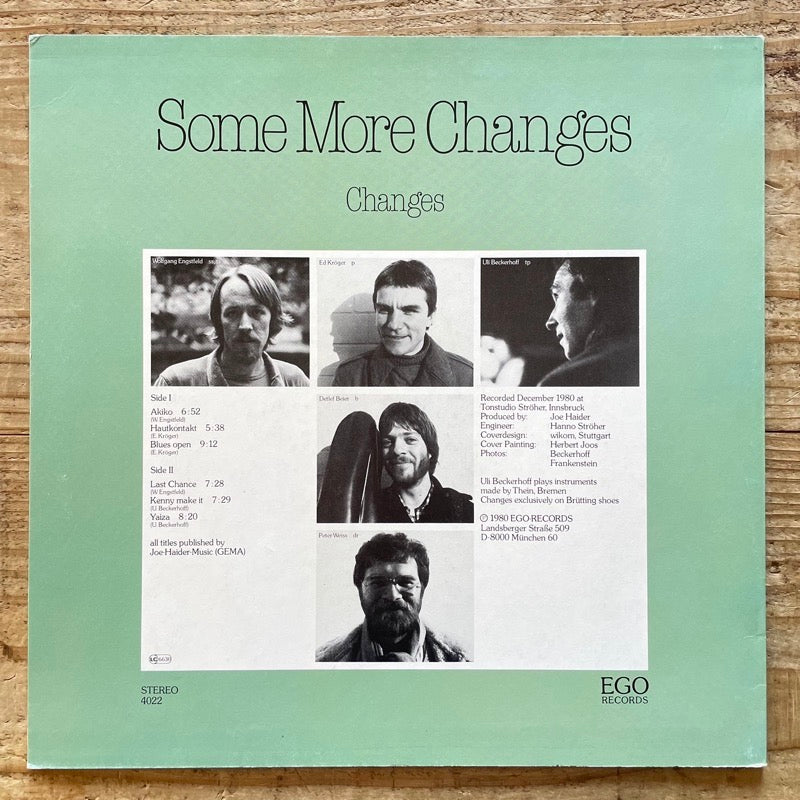 Some More Changes
Changes
Wolfgang Engstfeld
Ed Kröger p
Uli Beckerhoff tp
Side I
Akiko 6:52
(W. Engstfeld)
Hautkontakt 5:38
(E. Kröger)
Blues open 9:12
(E. Kröger)
Side II
Last Chance 7:28
(W. Engstfeld)
Kenny make it 7:29
(U. Beckerhoff)
Yaiza 8:20
(U. Beckerhoff)
all titles published by
Joe-Haider-Music (GEMA)
LC 6638
Detlef Beier b
Peter Weiss dr
Recorded December 1980 at
Tonstudio Ströher, Innsbruck
Produced by: Joe Haider
Engineer: Hanno Ströher
Coverdesign: wikom, Stuttgart
Cover Painting: Herbert Joos
Photos: Beckerhoff
Frankenstein
Uli Beckerhoff plays instruments
made by Thein, Bremen
Changes exclusively on Brütting shoes
℗ 1980 EGO-RECORDS
Landsberger Straße 509
D-8000 München 60
STEREO
4022
EGO
RECORDS